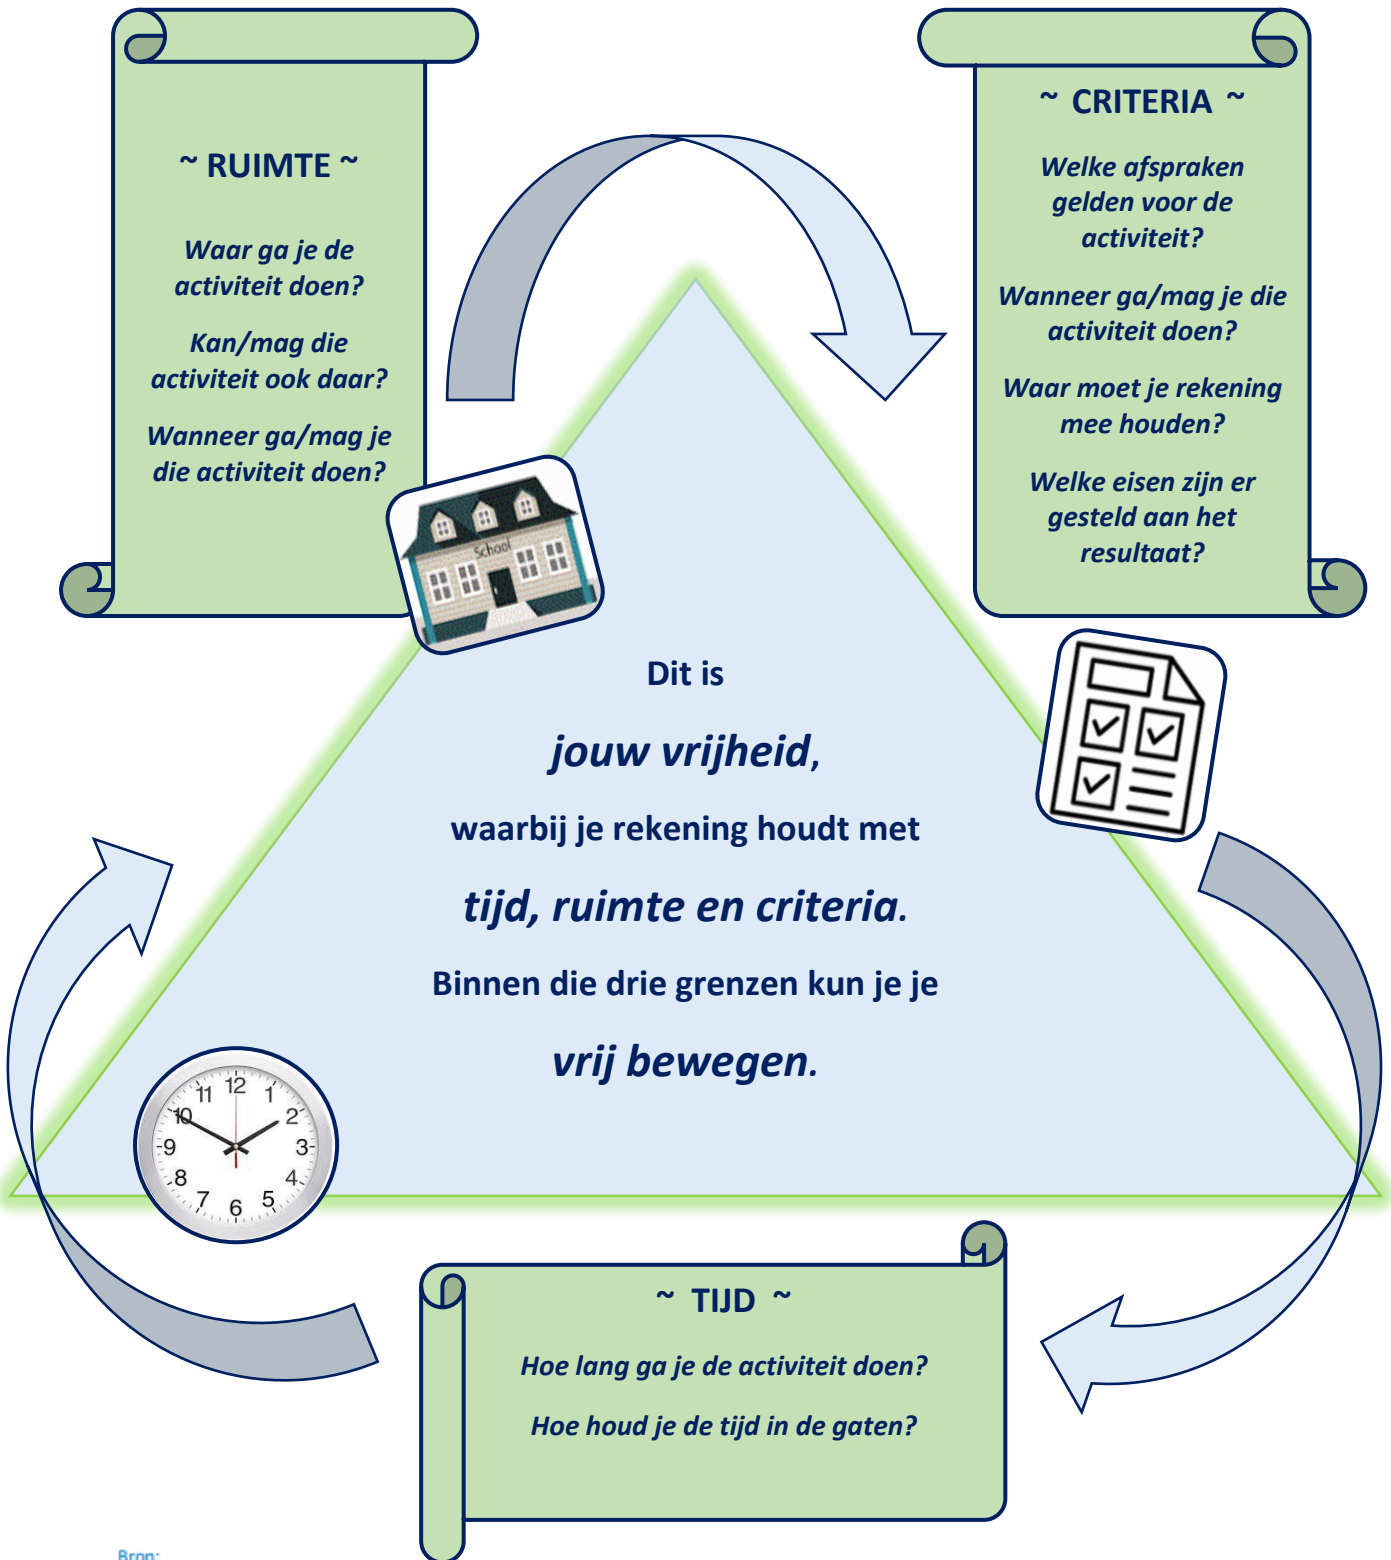 ~ RUIMTE ~
Waar ga je de
activiteit doen?
Kan/mag die
activiteit ook daar?
Wanneer ga/mag je
die activiteit doen?
~ CRITERIA ~
Welke afspraken
gelden voor de
activiteit?
Wanneer ga/mag je die
activiteit doen?
Waar moet je rekening
mee houden?
Welke eisen zijn er
gesteld aan het
resultaat?
School
Dit is
jouw vrijheid,
waarbij je rekening houdt met
tijd, ruimte en criteria.
Binnen die drie grenzen kun je je
vrij bewegen.
12
1
2
3
4
5
6
7
8
9
10
11
~ TIJD ~
Hoe lang ga je de activiteit doen?
Hoe houd je de tijd in de gaten?
Bron: